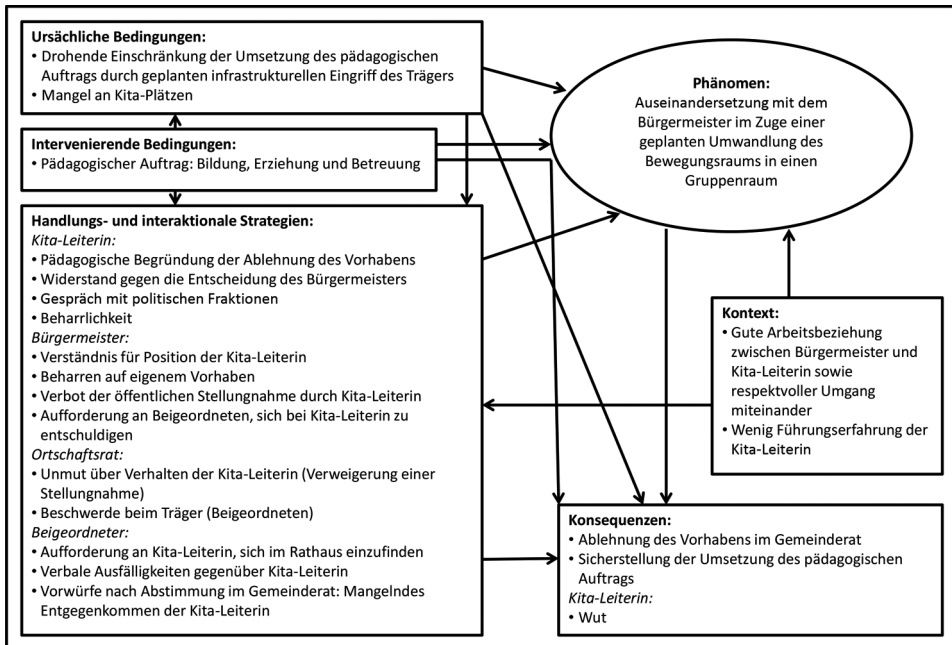 Ursächliche Bedingungen:
• Drohende Einschränkung der Umsetzung des pädagogischen
Auftrags durch geplanten infrastrukturellen Eingriff des Trägers
• Mangel an Kita-Plätzen
Intervenierende Bedingungen:
• Pädagogischer Auftrag: Bildung, Erziehung und Betreuung
Handlungs- und interaktionale Strategien:
Kita-Leiterin:
• Pädagogische Begründung der Ablehnung des Vorhabens
• Widerstand gegen die Entscheidung des Bürgermeisters
• Gespräch mit politischen Fraktionen
• Beharrlichkeit
Bürgermeister:
• Verständnis für Position der Kita-Leiterin
• Beharren auf eigenem Vorhaben
• Verbot der öffentlichen Stellungnahme durch Kita-Leiterin
• Aufforderung an Beigeordneten, sich bei Kita-Leiterin zu
entschuldigen
Ortschaftsrat:
• Unmut über Verhalten der Kita-Leiterin (Verweigerung einer
Stellungnahme)
• Beschwerde beim Träger (Beigeordneten)
Beigeordneter:
• Aufforderung an Kita-Leiterin, sich im Rathaus einzufinden
• Verbale Ausfälligkeiten gegenüber Kita-Leiterin
• Vorwürfe nach Abstimmung im Gemeinderat: Mangelndes
Entgegenkommen der Kita-Leiterin
Phänomen:
Auseinandersetzung mit dem
Bürgermeister im Zuge einer
geplanten Umwandlung des
Bewegungsraums in einen
Gruppenraum
Kontext:
• Gute Arbeitsbeziehung
zwischen Bürgermeister und
Kita-Leiterin sowie
respektvoller Umgang
miteinander
• Wenig Führungserfahrung der
Kita-Leiterin
Konsequenzen:
• Ablehnung des Vorhabens im Gemeinderat
• Sicherstellung der Umsetzung des pädagogischen
Auftrags
Kita-Leiterin:
• Wut